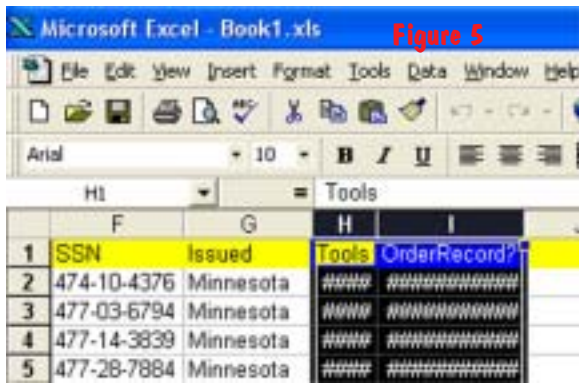 Microsoft Excel - Book1.xls
Figure 5
File Edit View Insert Format Tools Data Window Help
Arial 10 B I U
H1 = Tools
F G H I
1 SSN Issued Tools OrderRecord?
2 474-10-4376 Minnesota ##### ############
3 477-03-6794 Minnesota ##### ############
4 477-14-3839 Minnesota ##### ############
5 477-28-7884 Minnesota ##### ############